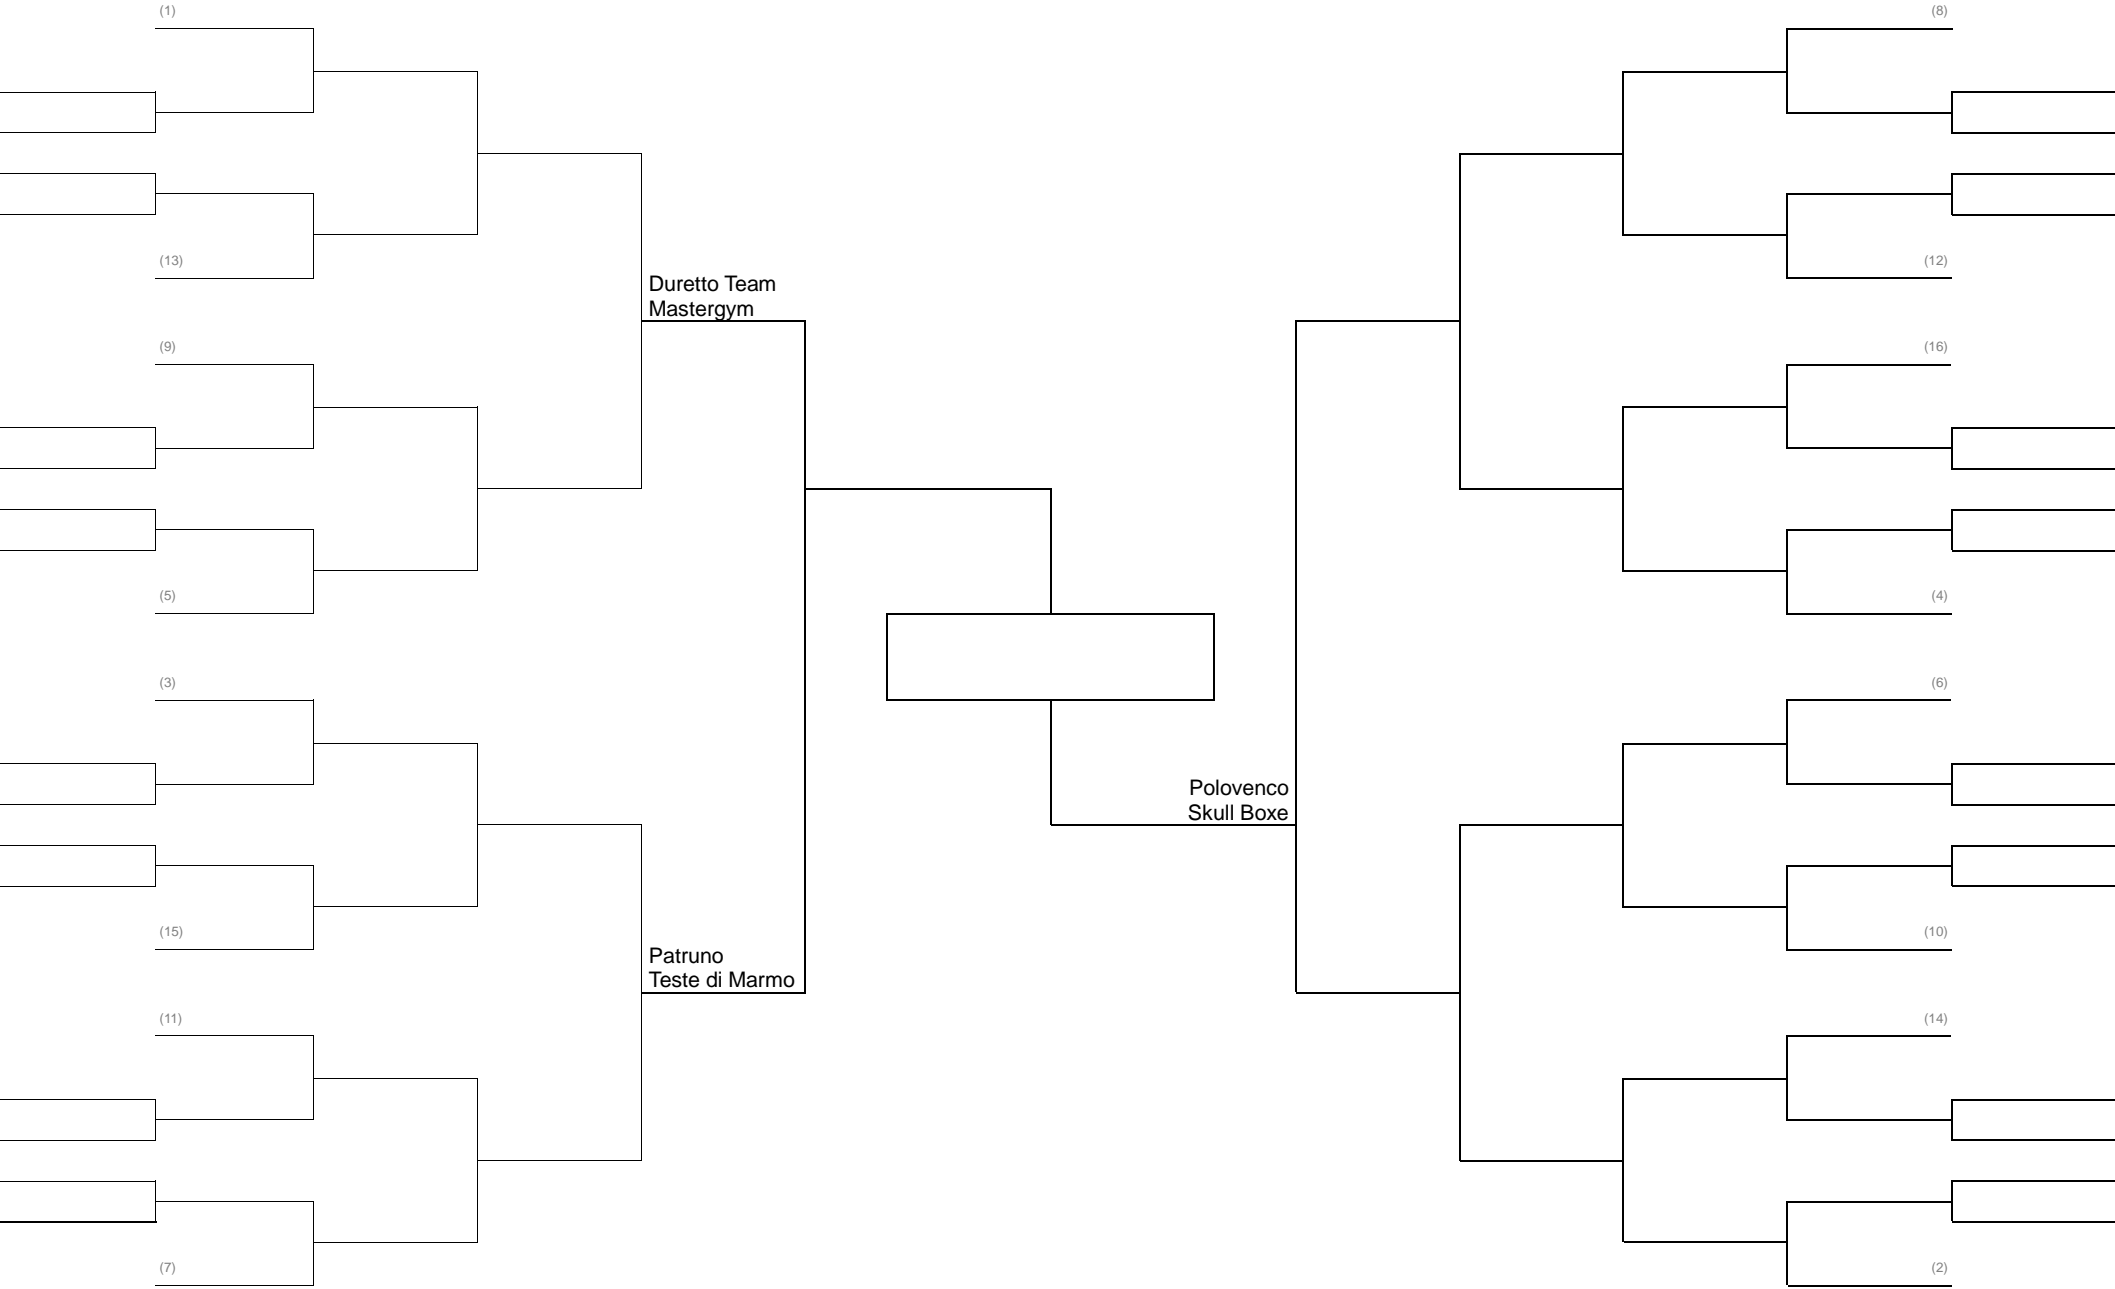 (1)
(8)
(13)
(12)
Duretto Team
Mastergym
(9)
(16)
(5)
(4)
(3)
(6)
Polovenco
Skull Boxe
(15)
(10)
Patruno
Teste di Marmo
(11)
(14)
(7)
(2)